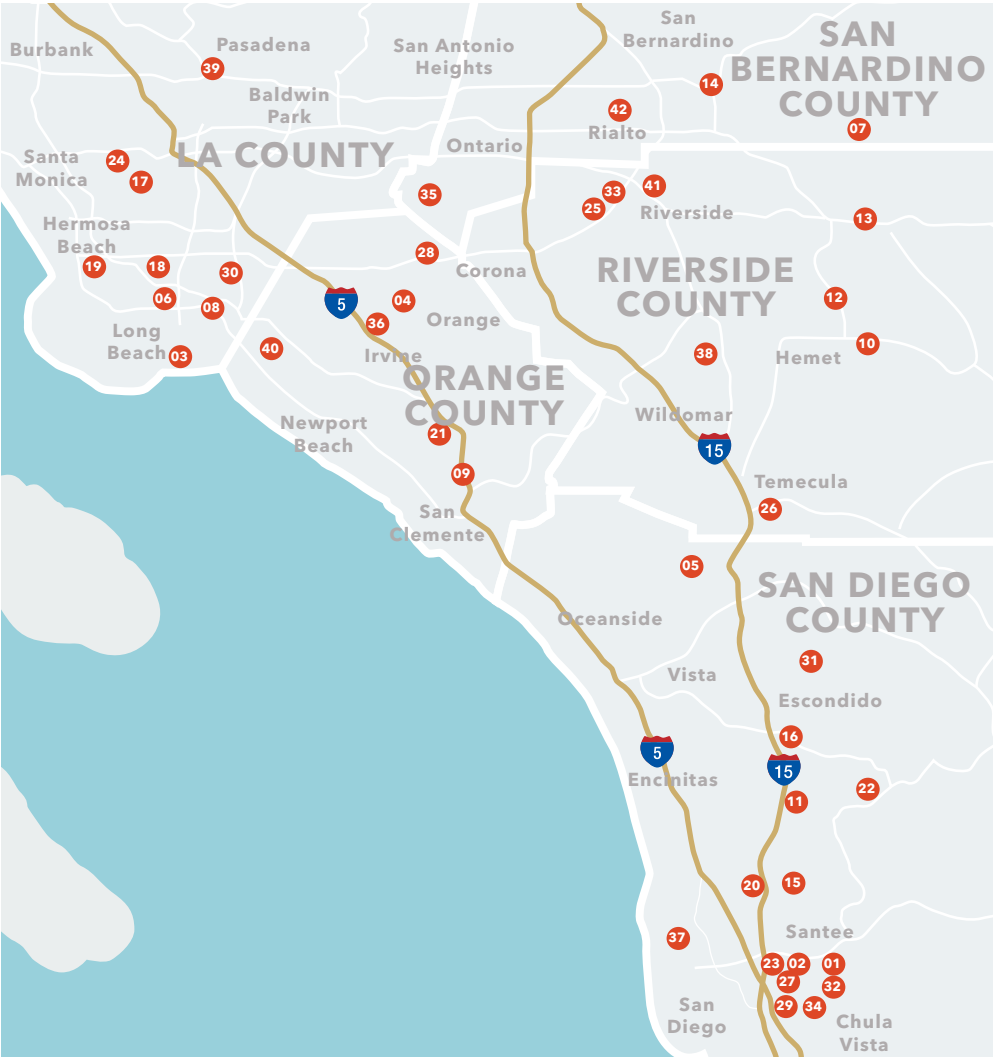 San
Bernardino
SAN
BERNARDINO
COUNTY
Burbank
Pasadena
San Antonio
Heights
39
14
Baldwin
Park
42
Rialto
07
LA COUNTY
Ontario
Santa
Monica
24
17
35
33
41
25
Riverside
13
Hermosa
Beach
28
19
18
30
Corona
RIVERSIDE
COUNTY
06
08
5
04
12
36
Orange
Long
Beach
03
40
Irvine
38
Hemet
10
ORANGE
COUNTY
Newport
Beach
21
Wildomar
15
09
Temecula
26
San
Clemente
05
SAN DIEGO
COUNTY
Oceanside
31
Vista
Escondido
16
5
15
Encinitas
11
22
20
15
37
Santee
23
02
01
27
32
29
34
San
Diego
Chula
Vista